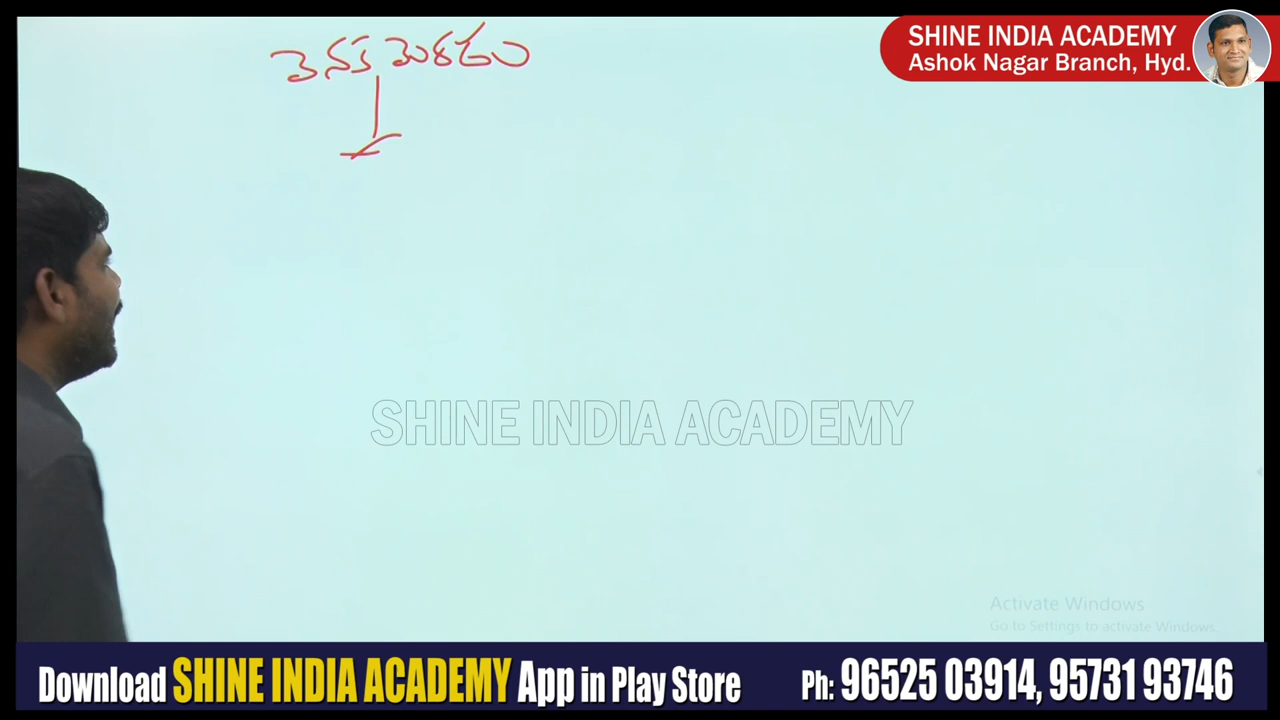 వెనక మెదడు
SHINE INDIA ACADEMY
Ashok Nagar Branch, Hyd.
SHINE INDIA ACADEMY
Activate Windows
Go to Settings to activate Windows.
Download SHINE INDIA ACADEMY App in Play Store
Ph: 96525 03914, 95731 93746